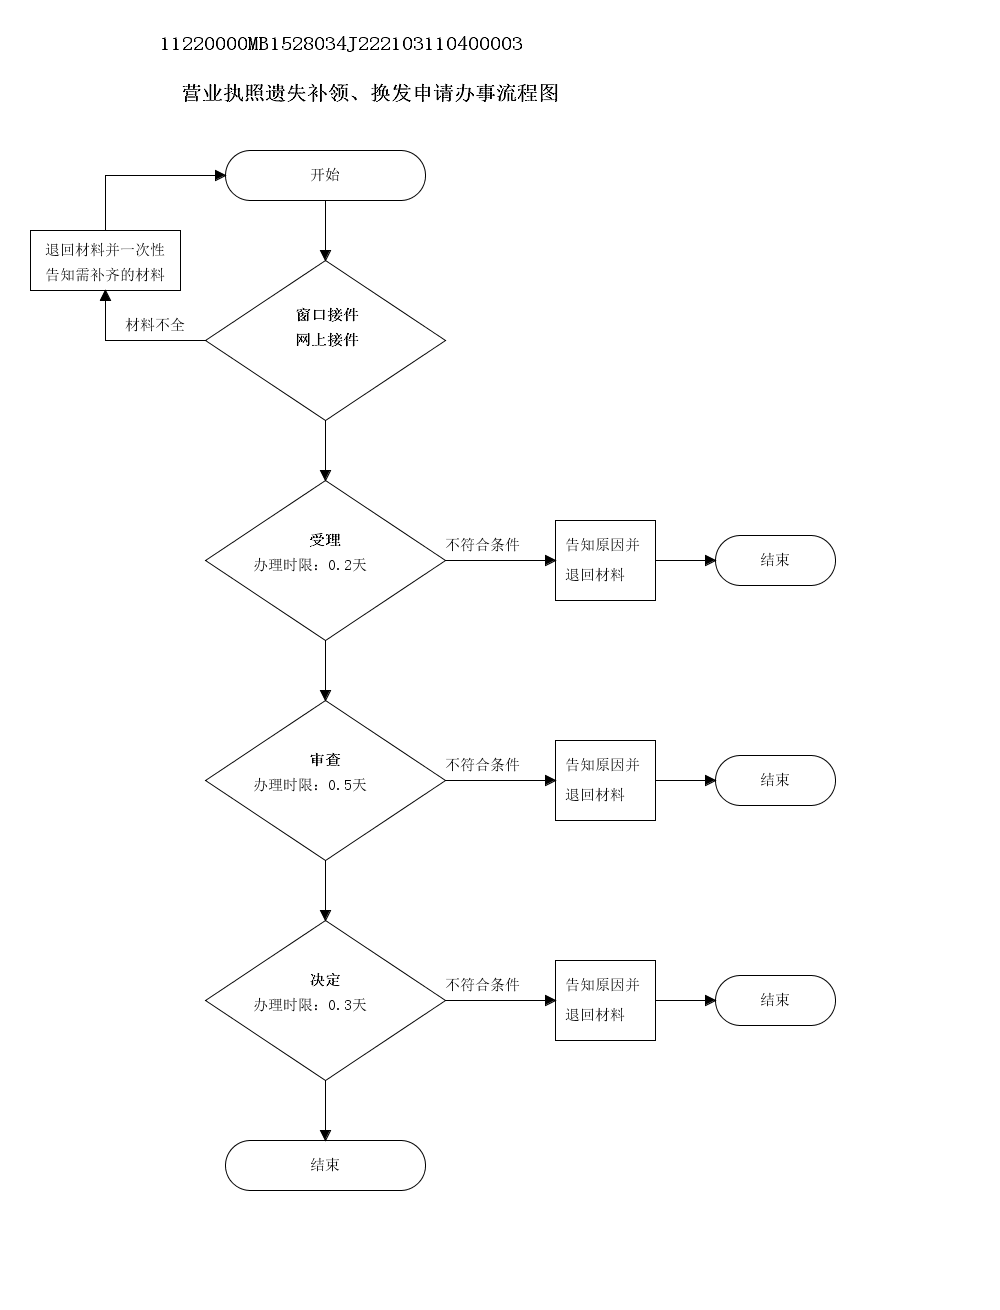 11220000MB1528034J222103110400003
营业执照遗失补领、换发申请办事流程图
开始
退回材料并一次性
告知需补齐的材料
材料不全
窗口接件
网上接件
受理
办理时限：0.2天
不符合条件
告知原因并
退回材料
结束
审查
办理时限：0.5天
不符合条件
告知原因并
退回材料
结束
决定
办理时限：0.3天
不符合条件
告知原因并
退回材料
结束
结束